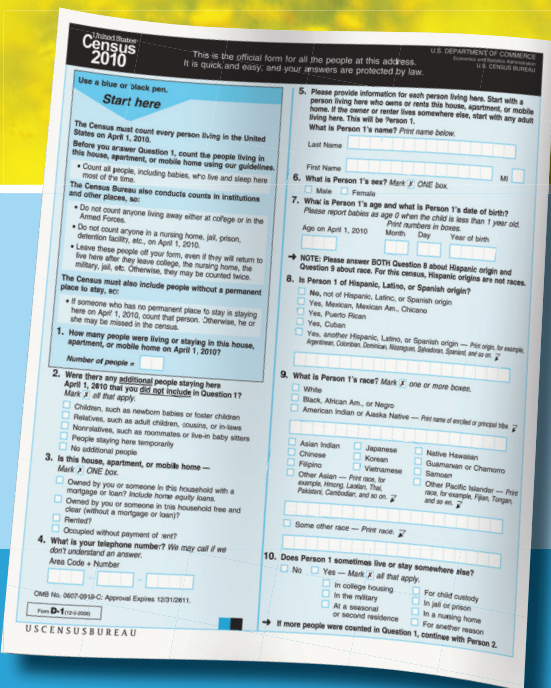 United States
Census
2010
This is the official form for all the people at this address.
It is quick and easy, and your answers are protected by law.
U.S. DEPARTMENT OF COMMERCE
Economics and Statistics Administration
U.S. CENSUS BUREAU
Use a blue or black pen.
Start here
The Census must count every person living in the United
States on April 1, 2010.
Before you answer Question 1, count the people living in
this house, apartment, or mobile home using our guidelines.
• Count all people, including babies, who live and sleep here
most of the time.
The Census Bureau also conducts counts in institutions
and other places, so:
• Do not count anyone living away either at college or in the
Armed Forces.
• Do not count anyone in a nursing home, jail, prison,
detention facility, etc., on April 1, 2010.
• Leave these people off your form, even if they will return to
live here after they leave college, the nursing home, the
military, jail, etc. Otherwise, they may be counted twice.
The Census must also include people without a permanent
place to stay, so:
• If someone who has no permanent place to stay is staying
here on April 1, 2010, count that person. Otherwise, he or
she may be missed in the census.
1. How many people were living or staying in this house,
apartment, or mobile home on April 1, 2010?
Number of people =
2. Were there any additional people staying here
April 1, 2010 that you did not include in Question 1?
Mark X all that apply.
Children, such as newborn babies or foster children
Relatives, such as adult children, cousins, or in-laws
Nonrelatives, such as roommates or live-in baby sitters
People staying here temporarily
No additional people
3. Is this house, apartment, or mobile home —
Mark X ONE box.
Owned by you or someone in this household with a
mortgage or loan? Include home equity loans.
Owned by you or someone in this household free and
clear (without a mortgage or loan)?
Rented?
Occupied without payment of rent?
4. What is your telephone number? We may call if we
don't understand an answer.
Area Code + Number
- -
OMB No. 0607-0919-C: Approval Expires 12/31/2011.
Form D-1 (12-2-2008)
USCENSUSBUREAU
5. Please provide information for each person living here. Start with a
person living here who owns or rents this house, apartment, or mobile
home. If the owner or renter lives somewhere else, start with any adult
living here. This will be Person 1.
What is Person 1's name? Print name below.
Last Name
First Name MI
6. What is Person 1's sex? Mark X ONE box.
Male Female
7. What is Person 1's age and what is Person 1's date of birth?
Please report babies as age 0 when the child is less than 1 year old.
Print numbers in boxes.
Age on April 1, 2010 Month Day Year of birth
→ NOTE: Please answer BOTH Question 8 about Hispanic origin and
Question 9 about race. For this census, Hispanic origins are not races.
8. Is Person 1 of Hispanic, Latino, or Spanish origin?
No, not of Hispanic, Latino, or Spanish origin
Yes, Mexican, Mexican Am., Chicano
Yes, Puerto Rican
Yes, Cuban
Yes, another Hispanic, Latino, or Spanish origin — Print origin, for example,
Argentinean, Colombian, Dominican, Nicaraguan, Salvadoran, Spaniard, and so on.
9. What is Person 1's race? Mark X one or more boxes.
White
Black, African Am., or Negro
American Indian or Alaska Native — Print name of enrolled or principal tribe.
Asian Indian Japanese Native Hawaiian
Chinese Korean Guamanian or Chamorro
Filipino Vietnamese Samoan
Other Asian — Print race, for
example, Hmong, Laotian, Thai,
Pakistani, Cambodian, and so on.
Other Pacific Islander — Print
race, for example, Fijian, Tongan,
and so on.
Some other race — Print race.
10. Does Person 1 sometimes live or stay somewhere else?
No Yes — Mark X all that apply.
In college housing For child custody
In the military In jail or prison
At a seasonal In a nursing home
or second residence For another reason
→ If more people were counted in Question 1, continue with Person 2.